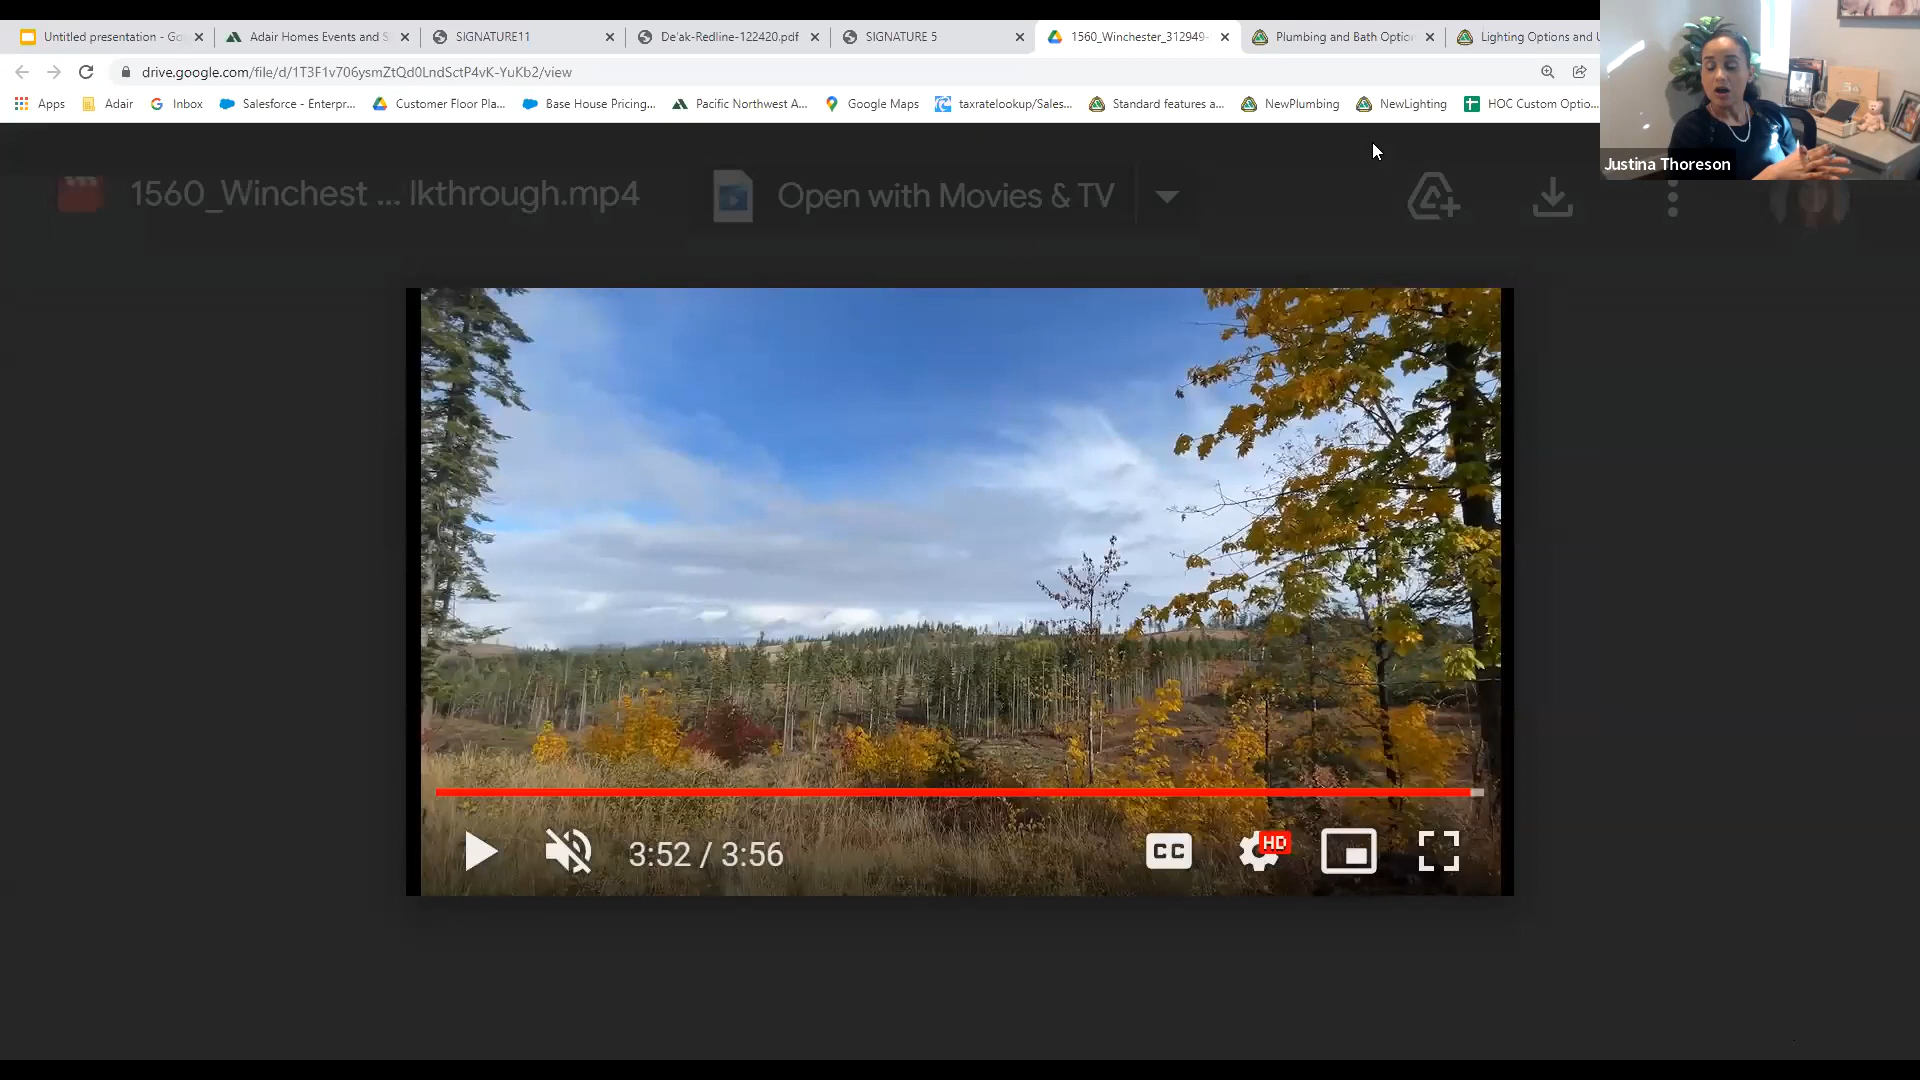 Untitled presentation - Go
Adair Homes Events and S
SIGNATURE11
De'ak-Redline-122420.pdf
SIGNATURE 5
1560_Winchester_312949-
Plumbing and Bath Option
Lighting Options and U
drive.google.com/file/d/1T3F1v706ysmZtQd0LndSctP4vK-YuKb2/view
Apps
Adair
Inbox
Salesforce - Enterpr...
Customer Floor Pla...
Base House Pricing...
Pacific Northwest A...
Google Maps
taxratelookup/Sales...
Standard features a...
NewPlumbing
NewLighting
HOC Custom Optio...
Justina Thoreson
1560_Winchest ... lkthrough.mp4
Open with Movies & TV
3:52 / 3:56
CC
HD